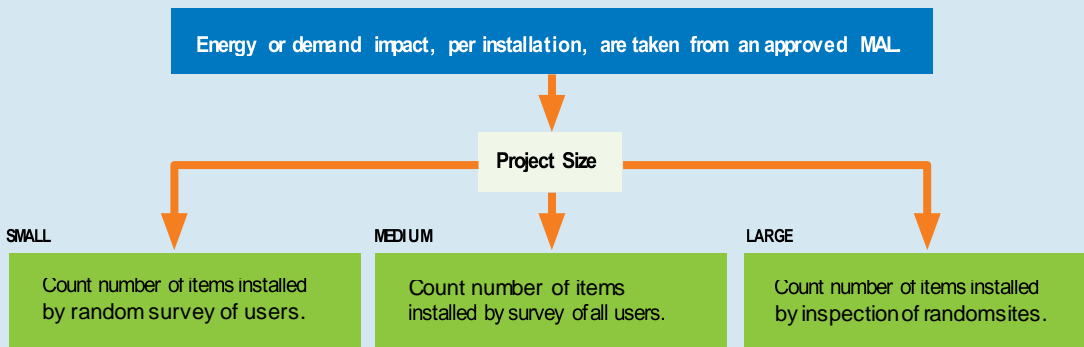 Energy or demand impact, per installation, are taken from an approved MAL.
Project Size
SMALL
MEDIUM
LARGE
Count number of items installed
by random survey of users.
Count number of items
installed by survey of all users.
Count number of items installed
by inspection of random sites.